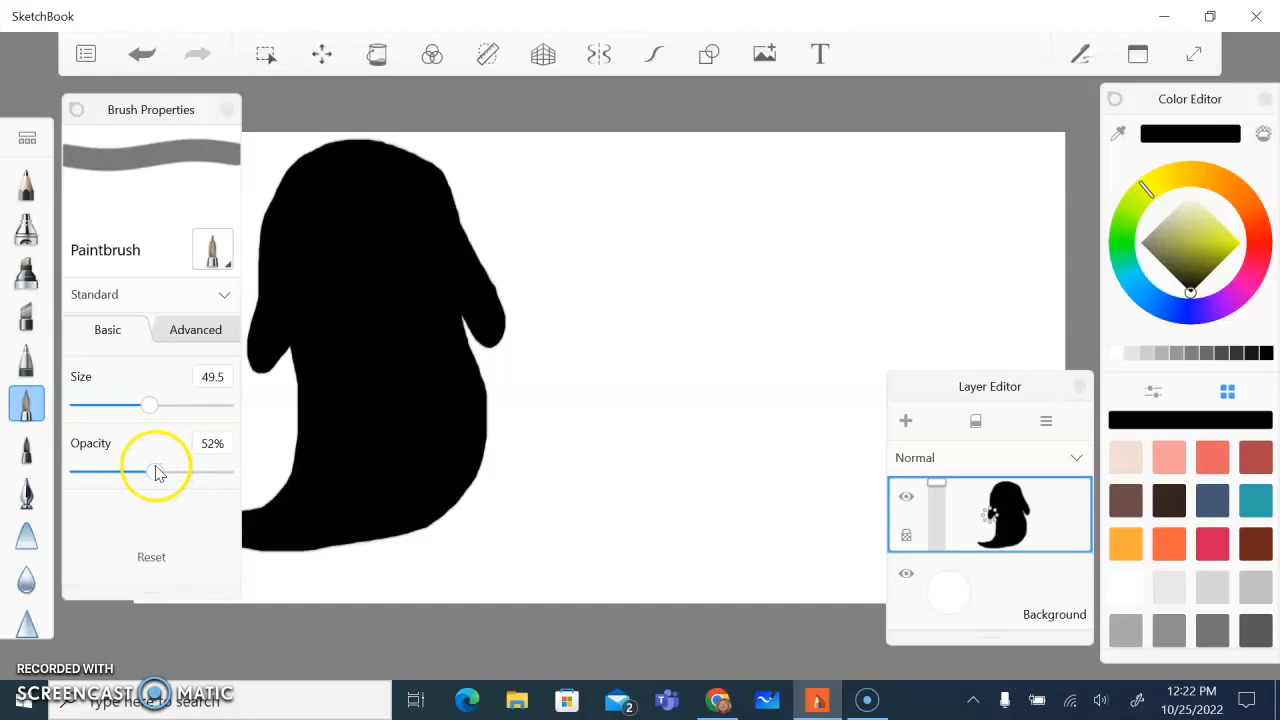 SketchBook
T
Brush Properties
Color Editor
Paintbrush
Standard
Basic
Advanced
Size
49.5
Layer Editor
Opacity
52%
Normal
Reset
Background
RECORDED WITH
SCREENCAST MATIC
Type here to search
2
12:22 PM
10/25/2022